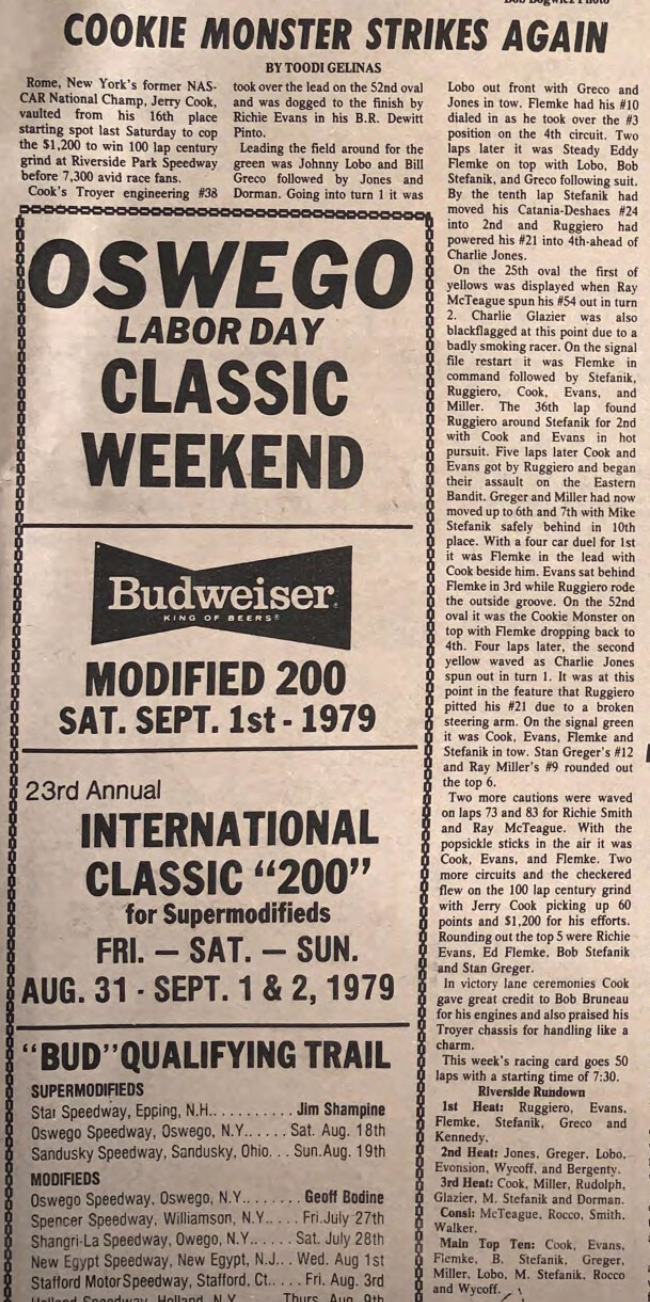 Bob Bogwicz Photo
COOKIE MONSTER STRIKES AGAIN
BY TOODI GELINAS
Rome, New York's former NAS-
CAR National Champ, Jerry Cook,
vaulted from his 16th place
starting spot last Saturday to cop
the $1,200 to win 100 lap century
grind at Riverside Park Speedway
before 7,300 avid race fans.
Cook's Troyer engineering #38
took over the lead on the 52nd oval
and was dogged to the finish by
Richie Evans in his B.R. Dewitt
Pinto.
Leading the field around for the
green was Johnny Lobo and Bill
Greco followed by Jones and
Dorman. Going into turn 1 it was
Lobo out front with Greco and
Jones in tow. Flemke had his #10
dialed in as he took over the #3
position on the 4th circuit. Two
laps later it was Steady Eddy
Flemke on top with Lobo, Bob
Stefanik, and Greco following suit.
By the tenth lap Stefanik had
moved his Catania-Deshaes #24
into 2nd and Ruggiero had
powered his #21 into 4th-ahead of
Charlie Jones.
On the 25th oval the first of
yellows was displayed when Ray
McTeague spun his #54 out in turn
2. Charlie Glazier was also
blackflagged at this point due to a
badly smoking racer. On the signal
file restart it was Flemke in
command followed by Stefanik,
Ruggiero, Cook, Evans, and
Miller. The 36th lap found
Ruggiero around Stefanik for 2nd
with Cook and Evans in hot
pursuit. Five laps later Cook and
Evans got by Ruggiero and began
their assault on the Eastern
Bandit. Greger and Miller had now
moved up to 6th and 7th with Mike
Stefanik safely behind in 10th
place. With a four car duel for 1st
it was Flemke in the lead with
Cook beside him. Evans sat behind
Flemke in 3rd while Ruggiero rode
the outside groove. On the 52nd
oval it was the Cookie Monster on
top with Flemke dropping back to
4th. Four laps later, the second
yellow waved as Charlie Jones
spun out in turn 1. It was at this
point in the feature that Ruggiero
pitted his #21 due to a broken
steering arm. On the signal green
it was Cook, Evans, Flemke and
Stefanik in tow. Stan Greger's #12
and Ray Miller's #9 rounded out
the top 6.
Two more cautions were waved
on laps 73 and 83 for Richie Smith
and Ray McTeague. With the
popsickle sticks in the air it was
Cook, Evans, and Flemke. Two
more circuits and the checkered
flew on the 100 lap century grind
with Jerry Cook picking up 60
points and $1,200 for his efforts.
Rounding out the top 5 were Richie
Evans, Ed Flemke, Bob Stefanik
and Stan Greger.
In victory lane ceremonies Cook
gave great credit to Bob Bruneau
for his engines and also praised his
Troyer chassis for handling like a
charm.
This week's racing card goes 50
laps with a starting time of 7:30.
Riverside Rundown
1st Heat: Ruggiero, Evans,
Flemke, Stefanik, Greco and
Kennedy.
2nd Heat: Jones, Greger, Lobo,
Evonsion, Wycoff, and Bergenty.
3rd Heat: Cook, Miller, Rudolph,
Glazier, M. Stefanik and Dorman.
Consi: McTeague, Rocco, Smith,
Walker.
Main Top Ten: Cook, Evans,
Flemke, B. Stefanik, Greger,
Miller, Lobo, M. Stefanik, Rocco
and Wycoff.
OSWEGO
LABOR DAY
CLASSIC
WEEKEND
Budweiser
KING OF BEERS®
MODIFIED 200
SAT. SEPT. 1st - 1979
23rd Annual
INTERNATIONAL
CLASSIC "200"
for Supermodifieds
FRI. — SAT. — SUN.
AUG. 31 - SEPT. 1 & 2, 1979
"BUD" QUALIFYING TRAIL
SUPERMODIFIEDS
Star Speedway, Epping, N.H.. . . . . . . . . . Jim Shampine
Oswego Speedway, Oswego, N.Y.. . . . . Sat. Aug. 18th
Sandusky Speedway, Sandusky, Ohio. . . Sun.Aug. 19th
MODIFIEDS
Oswego Speedway, Oswego, N.Y.. . . . . . . Geoff Bodine
Spencer Speedway, Williamson, N.Y.. . . . Fri.July 27th
Shangri-La Speedway, Owego, N.Y.. . . . . Sat. July 28th
New Egypt Speedway, New Egypt, N.J.. . Wed. Aug 1st
Stafford Motor Speedway, Stafford, Ct.. . . . Fri. Aug. 3rd
Holland Speedway, Holland, N.Y. Thurs. Aug. 9th